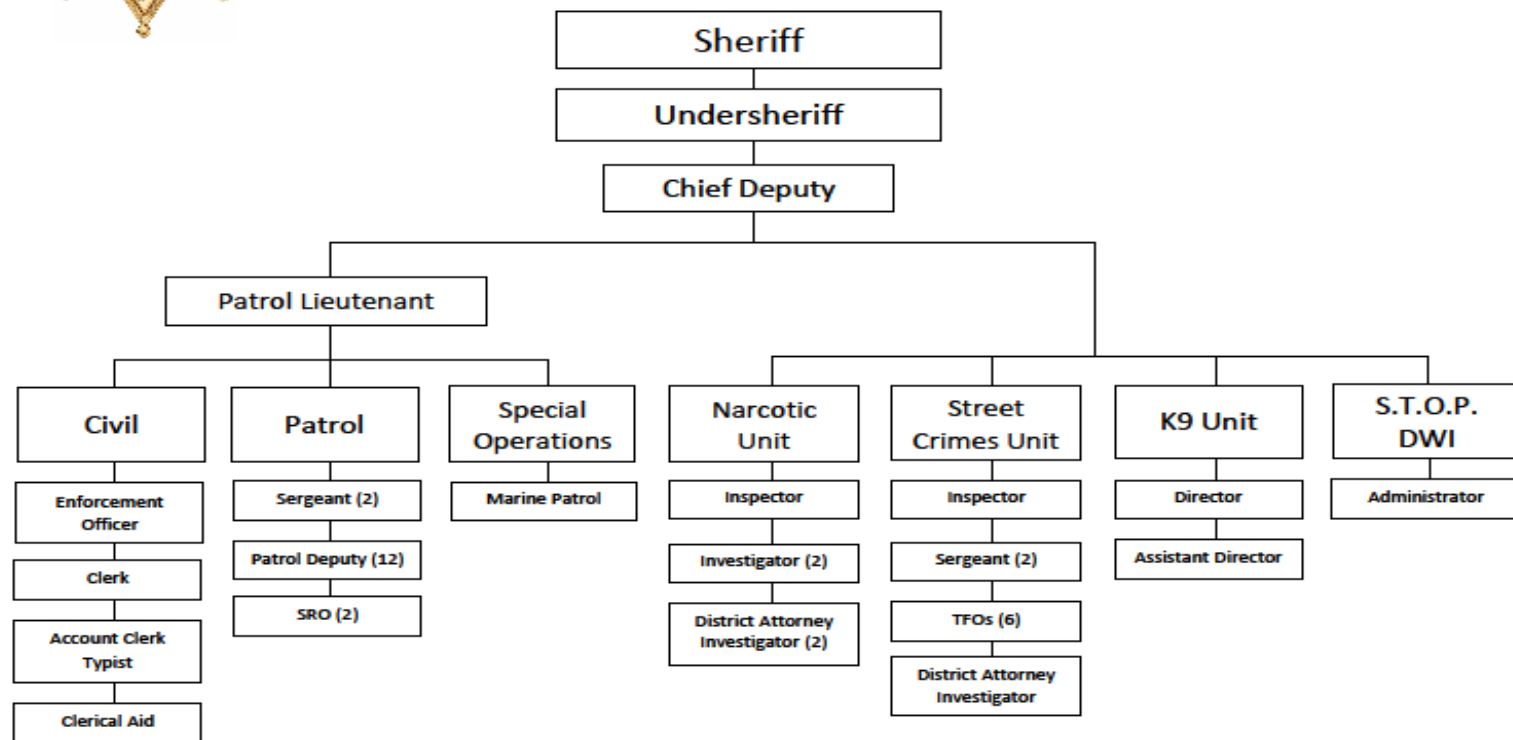 Sheriff
Undersheriff
Chief Deputy
Patrol Lieutenant
Civil
Enforcement
Officer
Clerk
Account Clerk
Typist
Clerical Aid
Patrol
Sergeant (2)
Patrol Deputy (12)
SRO (2)
Special
Operations
Marine Patrol
Narcotic
Unit
Inspector
Investigator (2)
District Attorney
Investigator (2)
Street
Crimes Unit
Inspector
Sergeant (2)
TFOs (6)
District Attorney
Investigator
K9 Unit
Director
Assistant Director
S.T.O.P.
DWI
Administrator